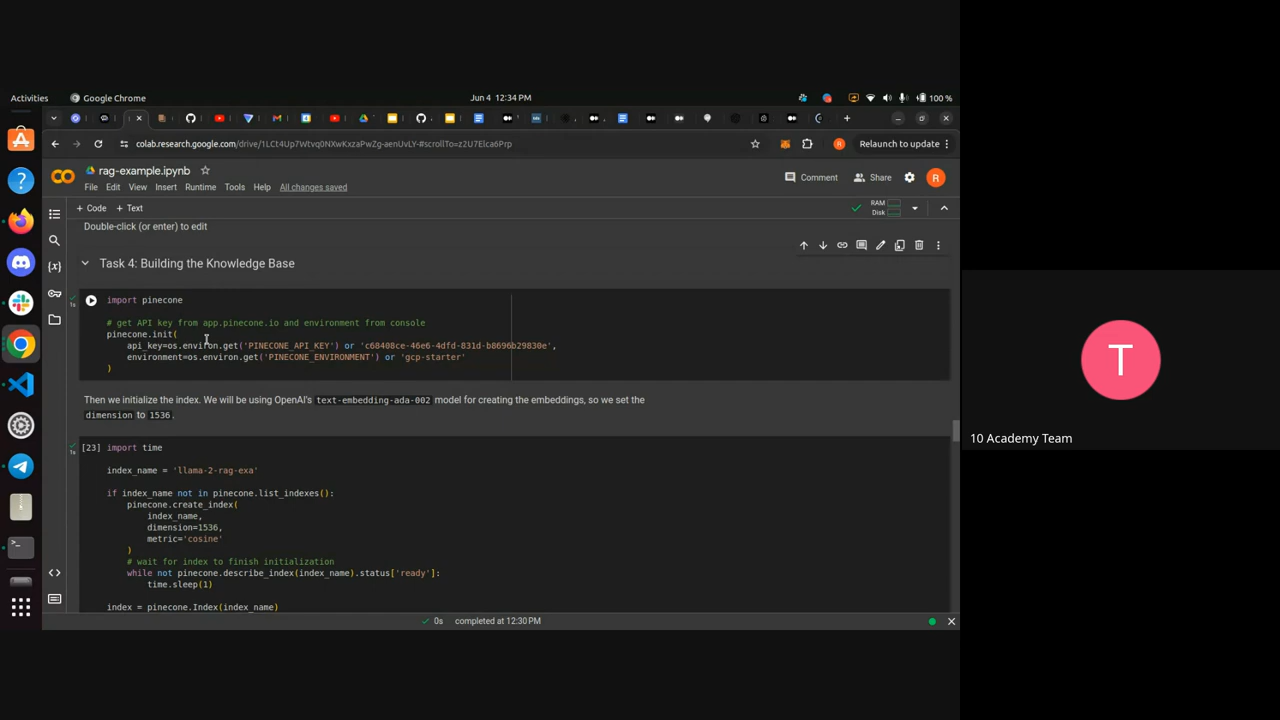 Activities
Google Chrome
Jun 4 12:34 PM
100 %
colab.research.google.com/drive/1LCt4Up7Wtvq0NXwKxzaPwZg-aenUvLY-#scrollTo=z2U7Elca6Prp
Relaunch to update
rag-example.ipynb
File Edit View Insert Runtime Tools Help All changes saved
Comment
Share
R
+ Code + Text
RAM
Disk
Double-click (or enter) to edit
Task 4: Building the Knowledge Base
1s
import pinecone
# get API key from app.pinecone.io and environment from console
pinecone.init(
api_key=os.environ.get('PINECONE_API_KEY') or 'c68408ce-46e6-4dfd-831d-b8696b29830e',
environment=os.environ.get('PINECONE_ENVIRONMENT') or 'gcp-starter'
)
Then we initialize the index. We will be using OpenAI's text-embedding-ada-002 model for creating the embeddings, so we set the
dimension to 1536.
1s
[23] import time
index_name = 'llama-2-rag-exa'
if index_name not in pinecone.list_indexes():
pinecone.create_index(
index_name,
dimension=1536,
metric='cosine'
)
# wait for index to finish initialization
while not pinecone.describe_index(index_name).status['ready']:
time.sleep(1)
index = pinecone.Index(index_name)
0s completed at 12:30 PM
T
10 Academy Team